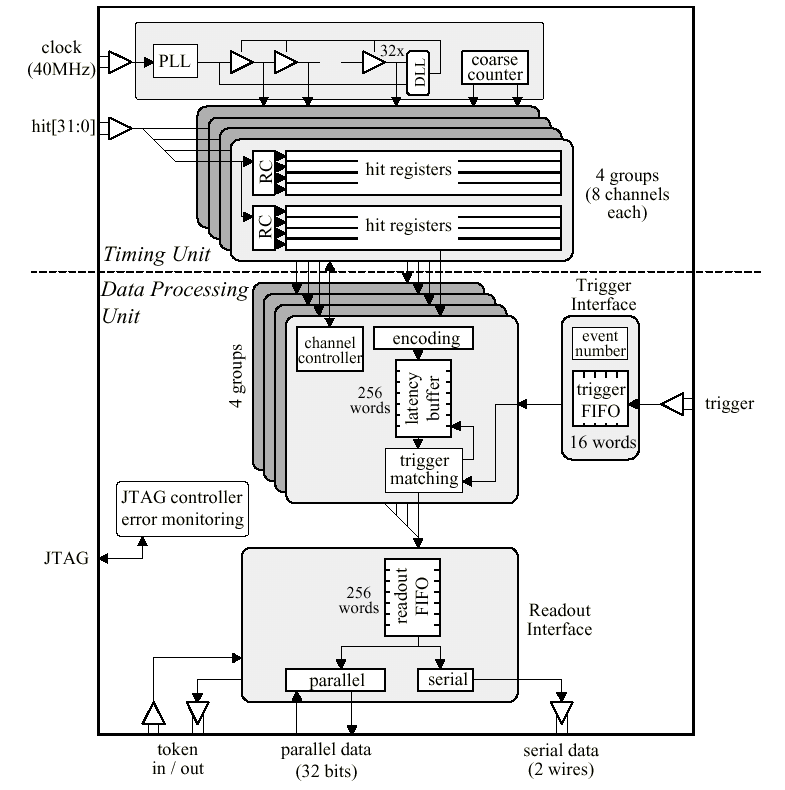 clock
(40MHz)
PLL
32x
DLL
coarse
counter
hit[31:0]
RC
hit registers
RC
hit registers
4 groups
(8 channels
each)
Timing Unit
Data Processing
Unit
Trigger
Interface
channel
controller
encoding
event
number
4 groups
256
words
latency
buffer
trigger
FIFO
trigger
16 words
trigger
matching
JTAG controller
error monitoring
JTAG
256
words
readout
FIFO
Readout
Interface
parallel
serial
token
in / out
parallel data
(32 bits)
serial data
(2 wires)